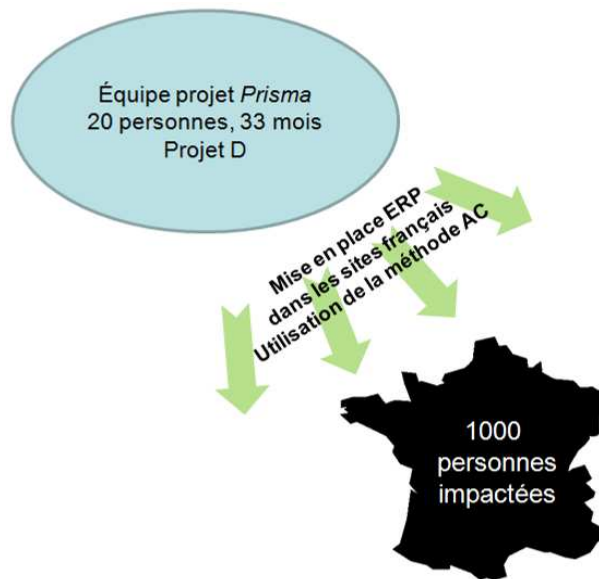 Équipe projet Prisma
20 personnes, 33 mois
Projet D
Mise en place ERP
dans les sites français
Utilisation de la méthode AC
1000
personnes
impactées